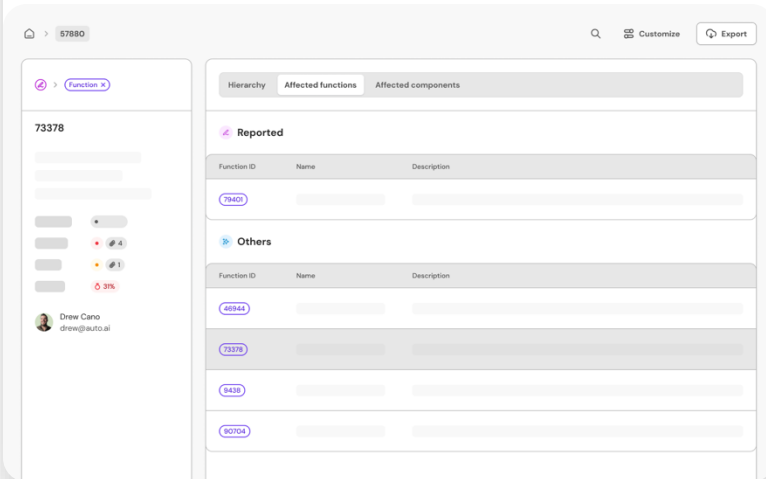 57880
Customize
Export
Function ×
73378
4
1
31%
Drew Cano
drew@auto.ai
Hierarchy
Affected functions
Affected components
Reported
Function ID Name Description
79401
Others
Function ID Name Description
46944
73378
9438
90704